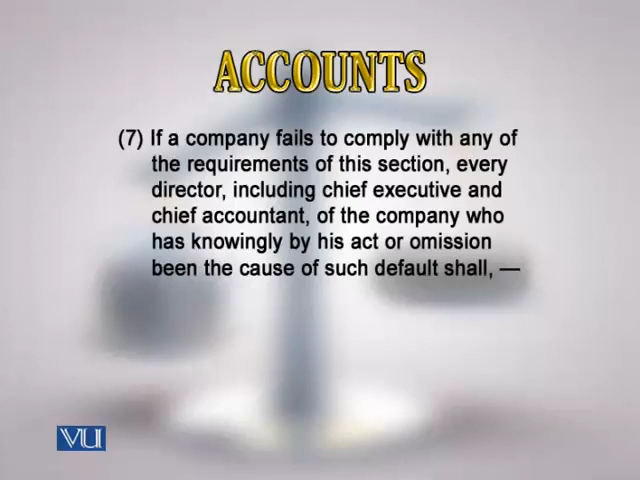 ACCOUNTS
(7) If a company fails to comply with any of
the requirements of this section, every
director, including chief executive and
chief accountant, of the company who
has knowingly by his act or omission
been the cause of such default shall, —
VU